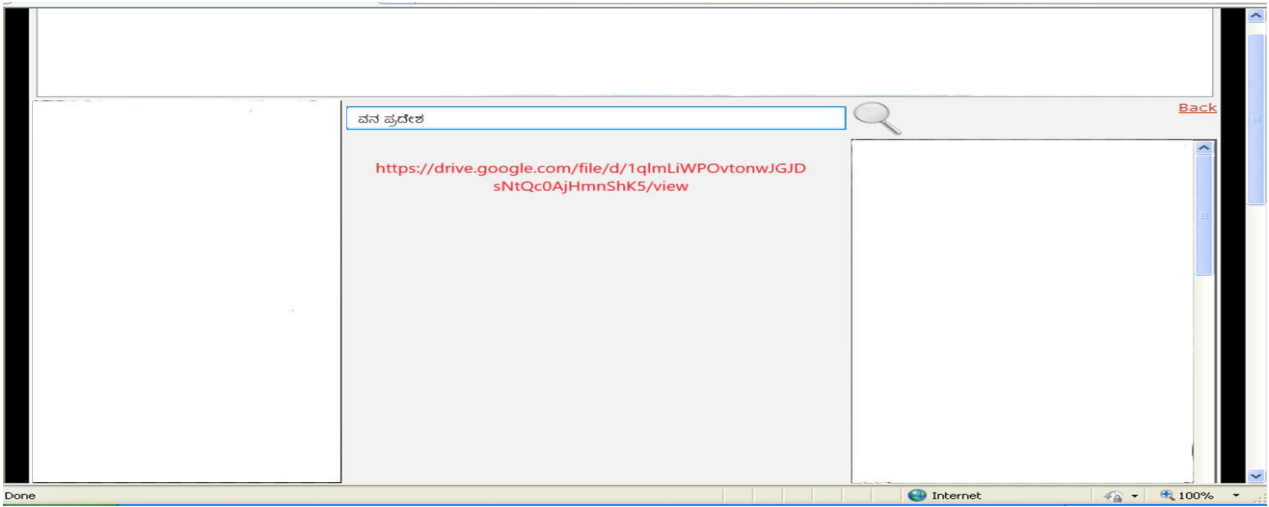 ವನ ಪ್ರದೇಶ
Back
https://drive.google.com/file/d/1qlmLiWPOvtonwJGJD
sNtQc0AjHmnShK5/view
Done
Internet
100%